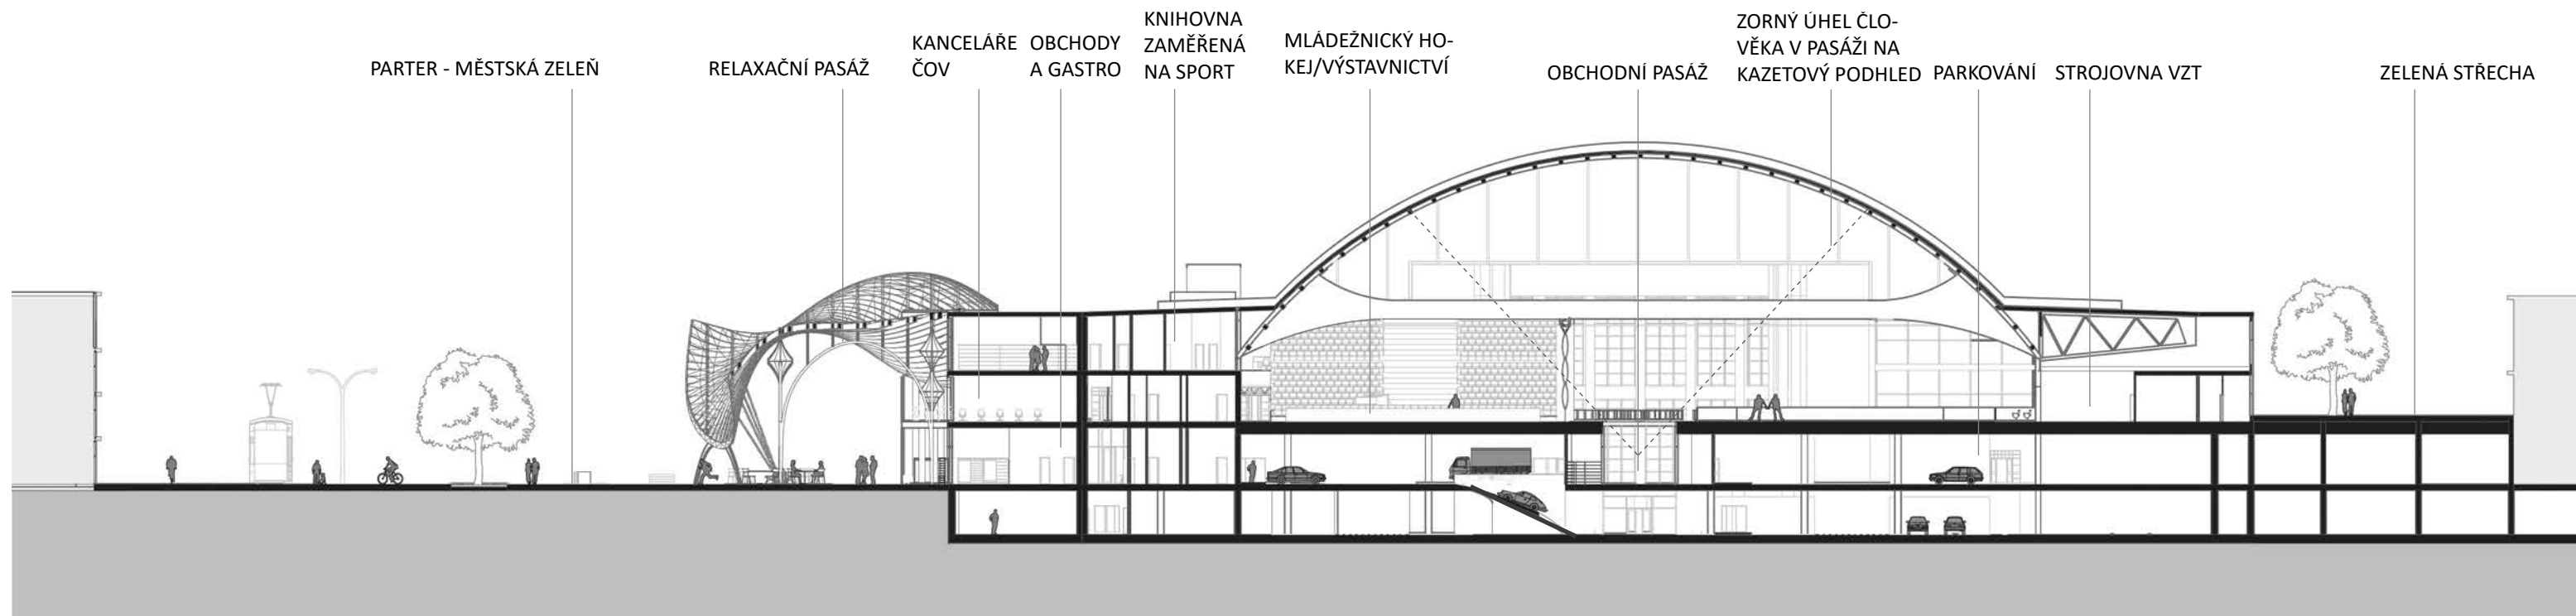 PARTER - MĚSTSKÁ ZELEŇ
RELAXAČNÍ PASÁŽ
KANCELÁŘE
ČOV
OBCHODY
A GASTRO
KNIHOVNA
ZAMĚŘENÁ
NA SPORT
MLÁDEŽNICKÝ HO-
KEJ/VÝSTAVNICTVÍ
OBCHODNÍ PASÁŽ
ZORNÝ ÚHEL ČLO-
VĚKA V PASÁŽI NA
KAZETOVÝ PODHLED
PARKOVÁNÍ
STROJOVNA VZT
ZELENÁ STŘECHA